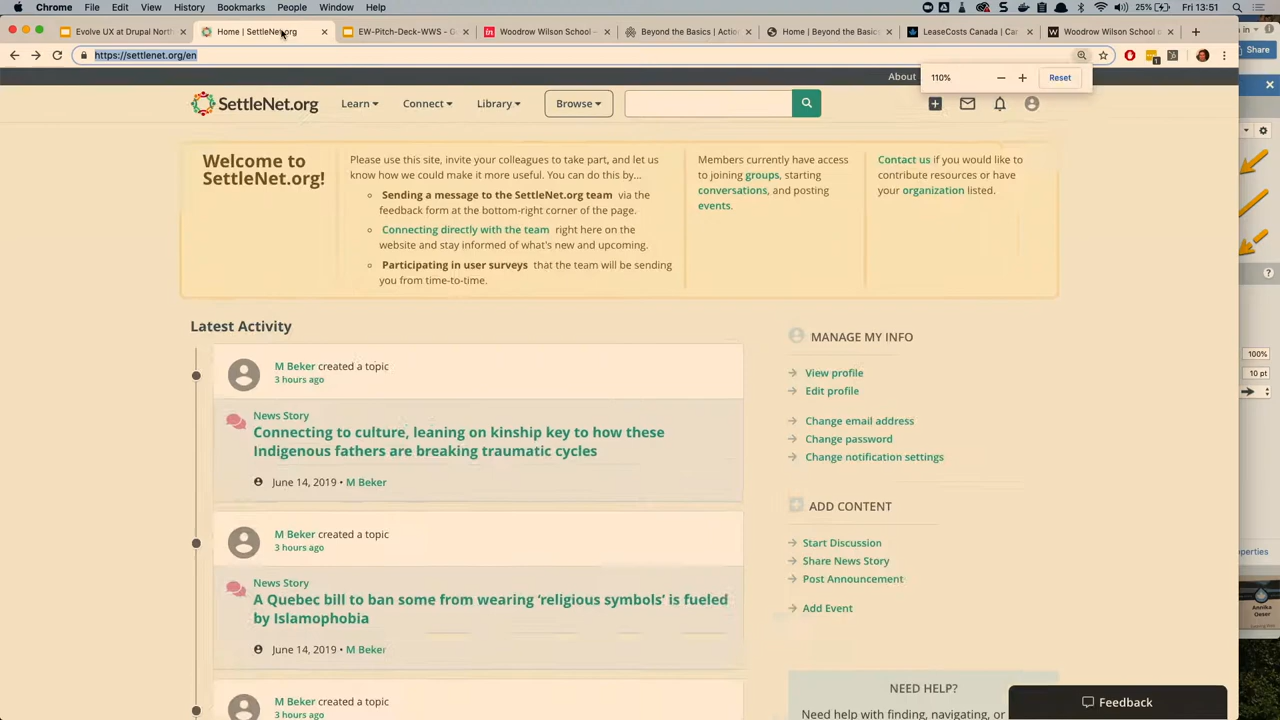 Chrome File Edit View History Bookmarks People Window Help 25% Fri 13:51
Evolve UX at Drupal North Home | SettleNet.org EW-Pitch-Deck-WWS - G Woodrow Wilson School - Beyond the Basics | Action Home | Beyond the Basics LeaseCosts Canada | Car Woodrow Wilson School o
https://settlenet.org/en
Share
About
110% Reset
SettleNet.org Learn Connect Library Browse
Welcome to
SettleNet.org!
Please use this site, invite your colleagues to take part, and let us
know how we could make it more useful. You can do this by...
Sending a message to the SettleNet.org team via the
feedback form at the bottom-right corner of the page.
Connecting directly with the team right here on the
website and stay informed of what's new and upcoming.
Participating in user surveys that the team will be sending
you from time-to-time.
Members currently have access
to joining groups, starting
conversations, and posting
events.
Contact us if you would like to
contribute resources or have
your organization listed.
Latest Activity
M Beker created a topic
3 hours ago
News Story
Connecting to culture, leaning on kinship key to how these
Indigenous fathers are breaking traumatic cycles
June 14, 2019 • M Beker
M Beker created a topic
3 hours ago
News Story
A Quebec bill to ban some from wearing ‘religious symbols’ is fueled
by Islamophobia
June 14, 2019 • M Beker
M Beker created a topic
3 hours ago
MANAGE MY INFO
View profile
Edit profile
Change email address
Change password
Change notification settings
ADD CONTENT
Start Discussion
Share News Story
Post Announcement
Add Event
NEED HELP?
Need help with finding, navigating, or
Feedback
100%
10 pt
operties
Annika
Oeser